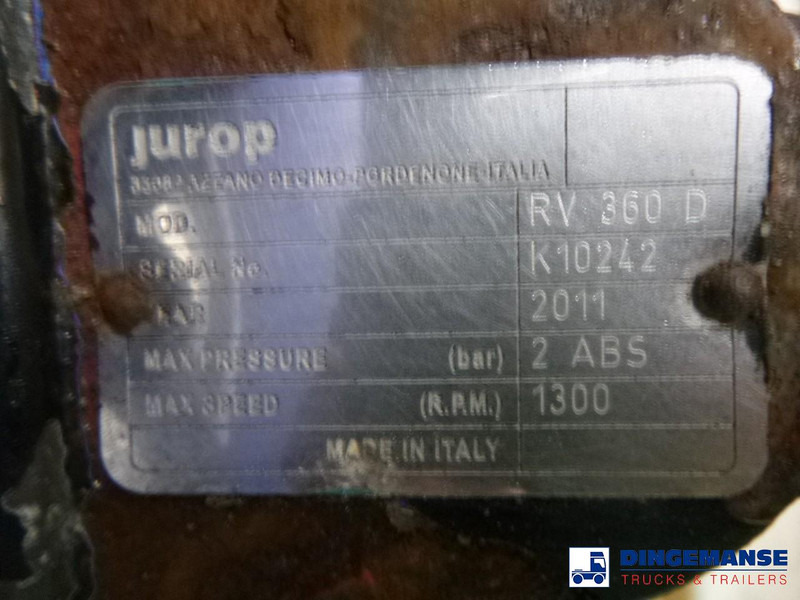 jurop
33082 AZZANO DECIMO-PORDENONE-ITALIA
MOD. RV 360 D
SERIAL No. K10242
YEAR 2011
MAX PRESSURE (bar) 2 ABS
MAX SPEED (R.P.M.) 1300
MADE IN ITALY
DINGEMANSE
TRUCKS & TRAILERS